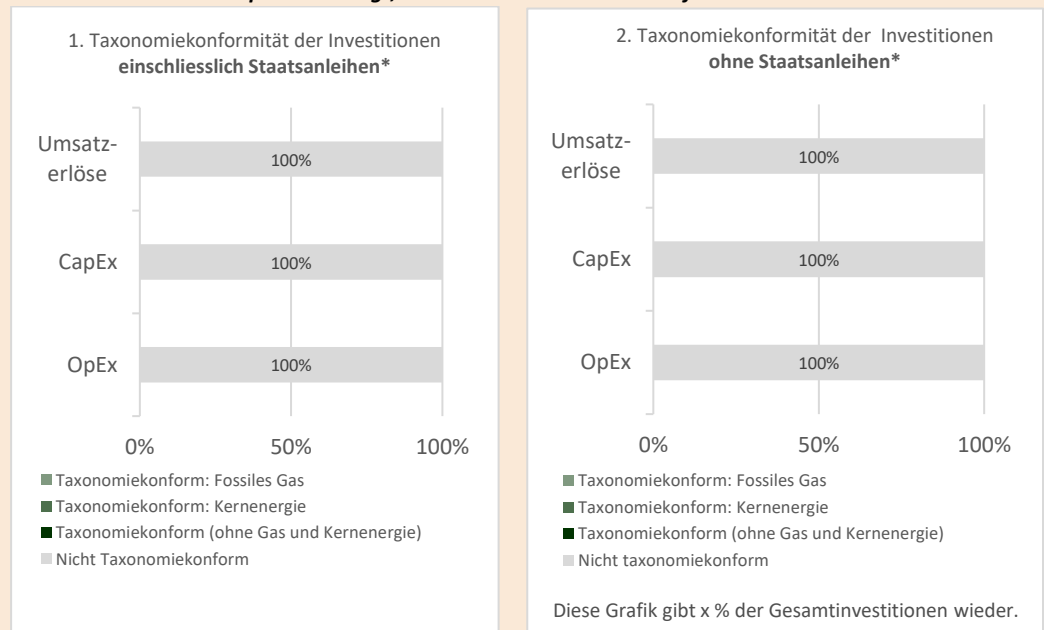 1. Taxonomiekonformität der Investitionen
einschliesslich Staatsanleihen*
Umsatz-
erlöse
100%
CapEx
100%
OpEx
100%
0% 50% 100%
Taxonomiekonform: Fossiles Gas
Taxonomiekonform: Kernenergie
Taxonomiekonform (ohne Gas und Kernenergie)
Nicht Taxonomiekonform
2. Taxonomiekonformität der Investitionen
ohne Staatsanleihen*
Umsatz-
erlöse
100%
CapEx
100%
OpEx
100%
0% 50% 100%
Taxonomiekonform: Fossiles Gas
Taxonomiekonform: Kernenergie
Taxonomiekonform (ohne Gas und Kernenergie)
Nicht taxonomiekonform
Diese Grafik gibt x % der Gesamtinvestitionen wieder.